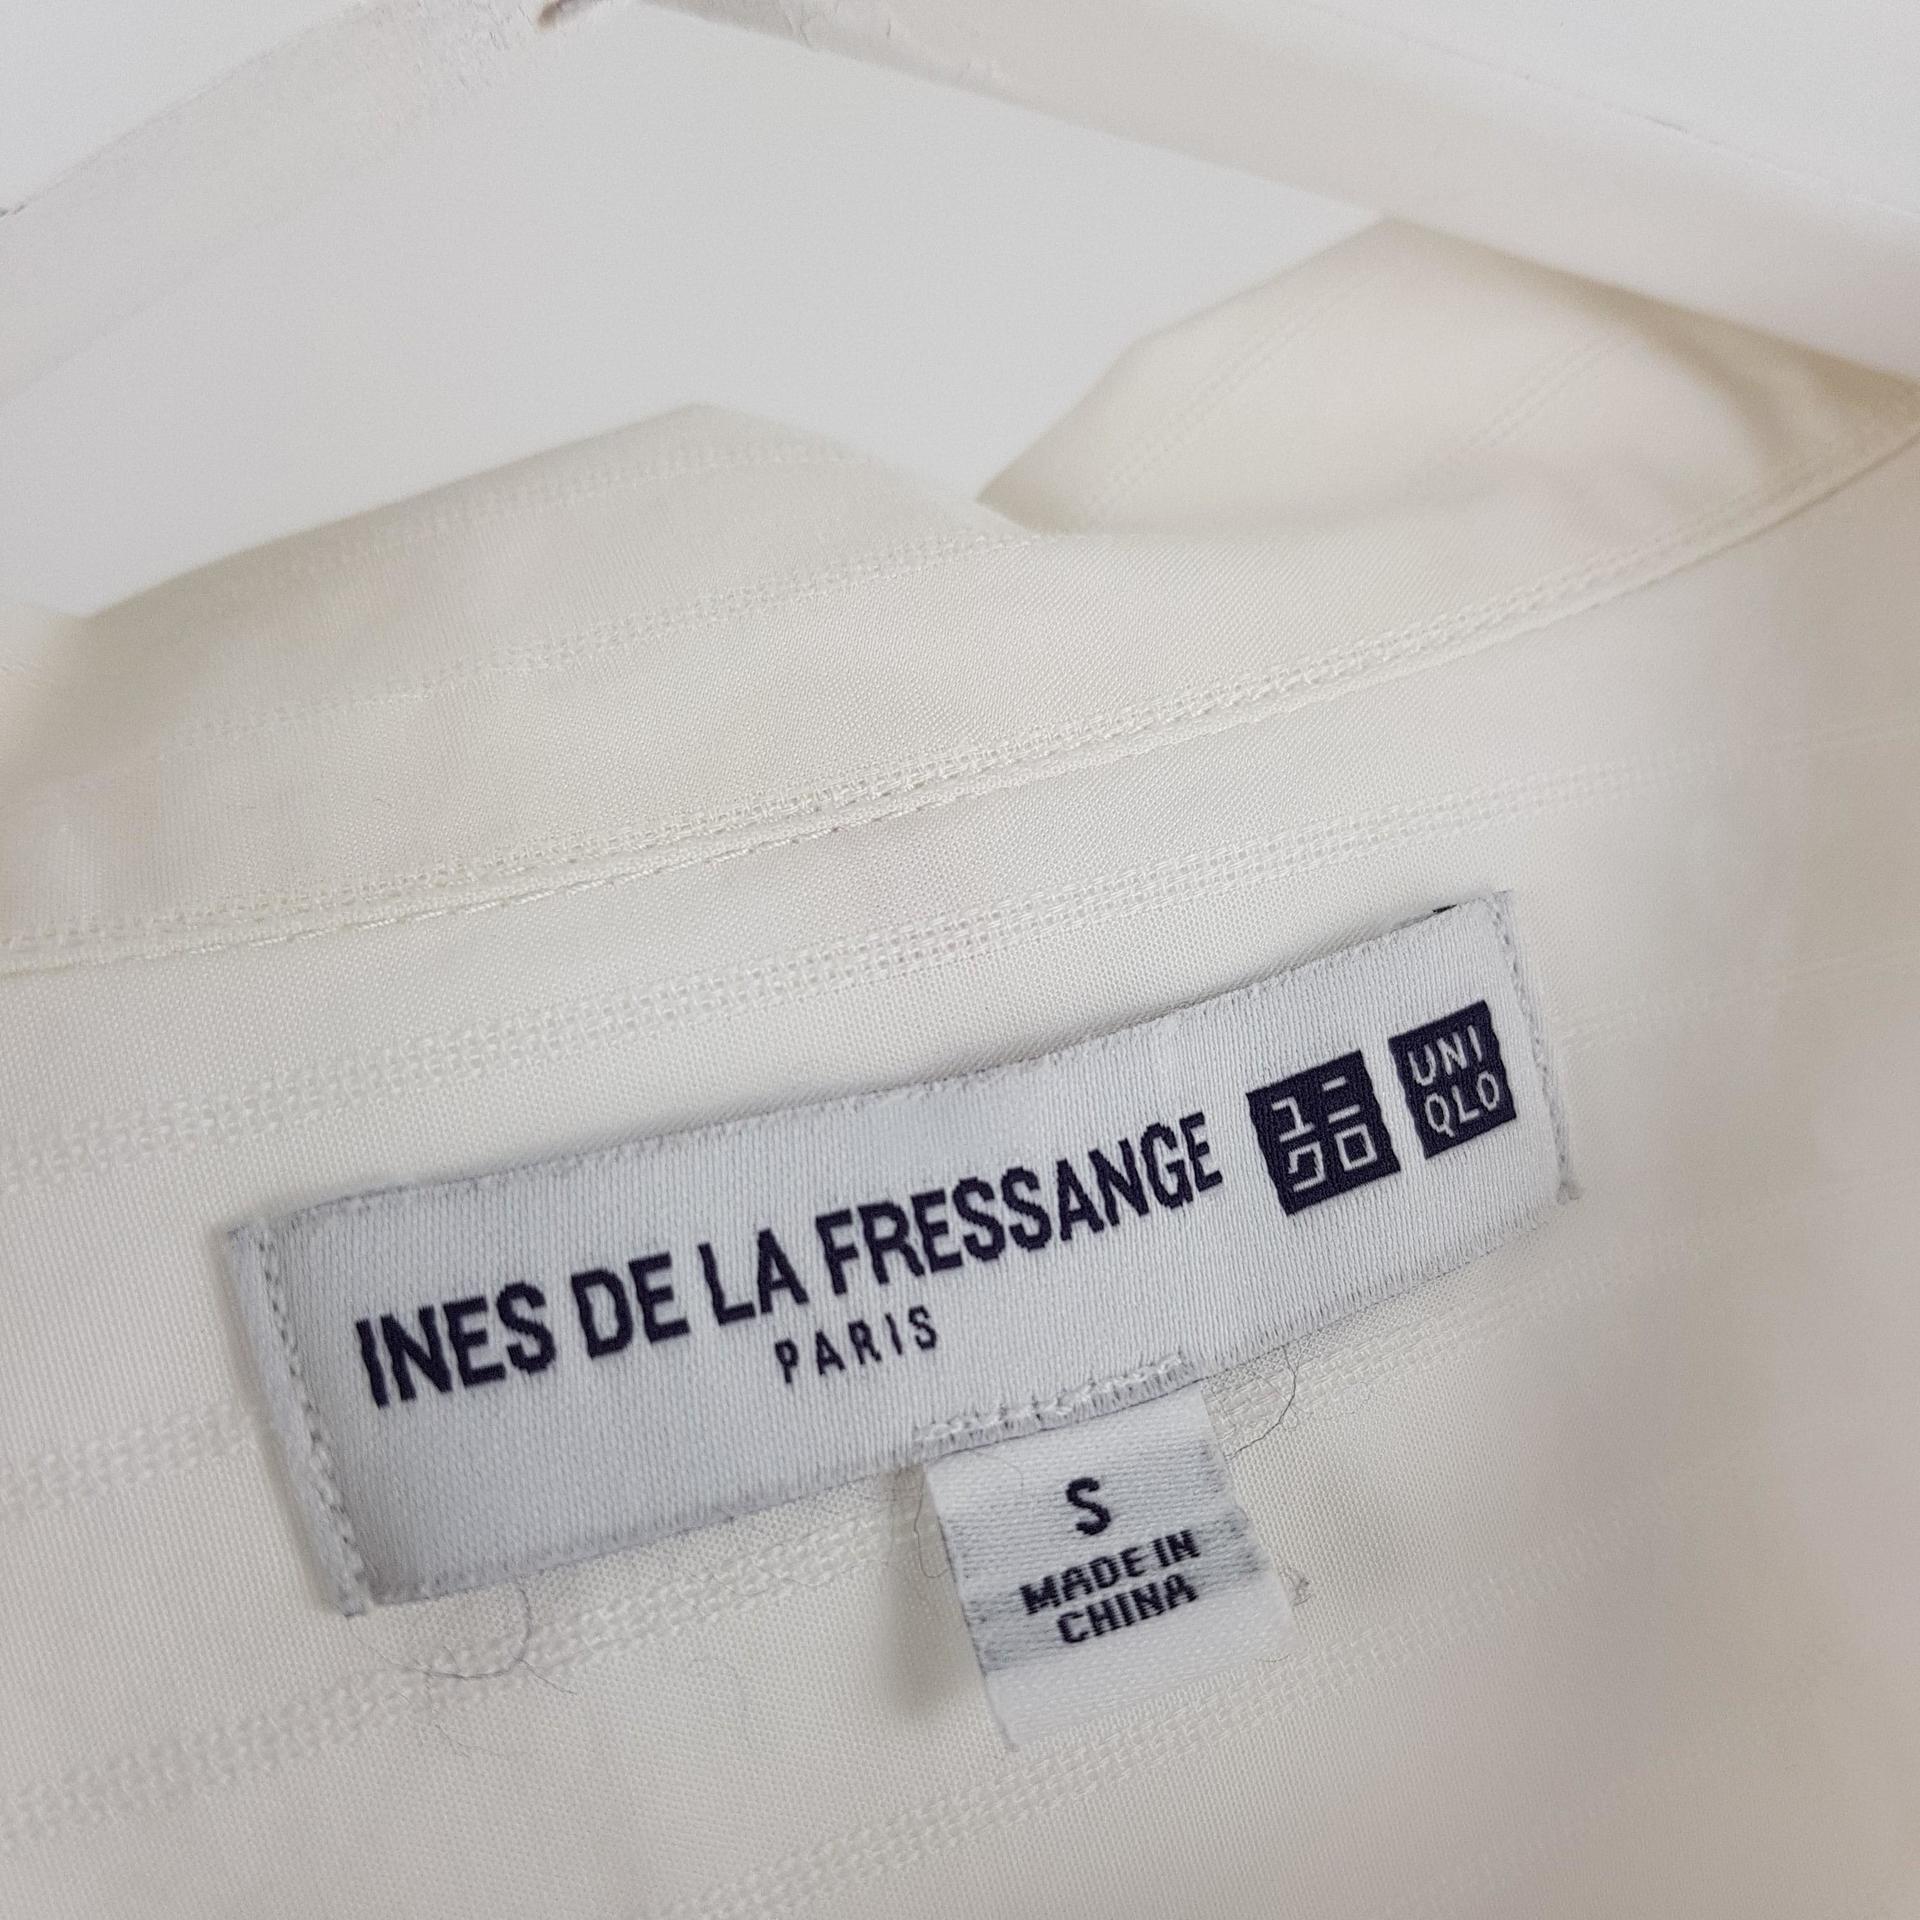 INES DE LA FRESSANGE
PARIS
ユニ
クロ
UNI
QLO
S
MADE IN
CHINA